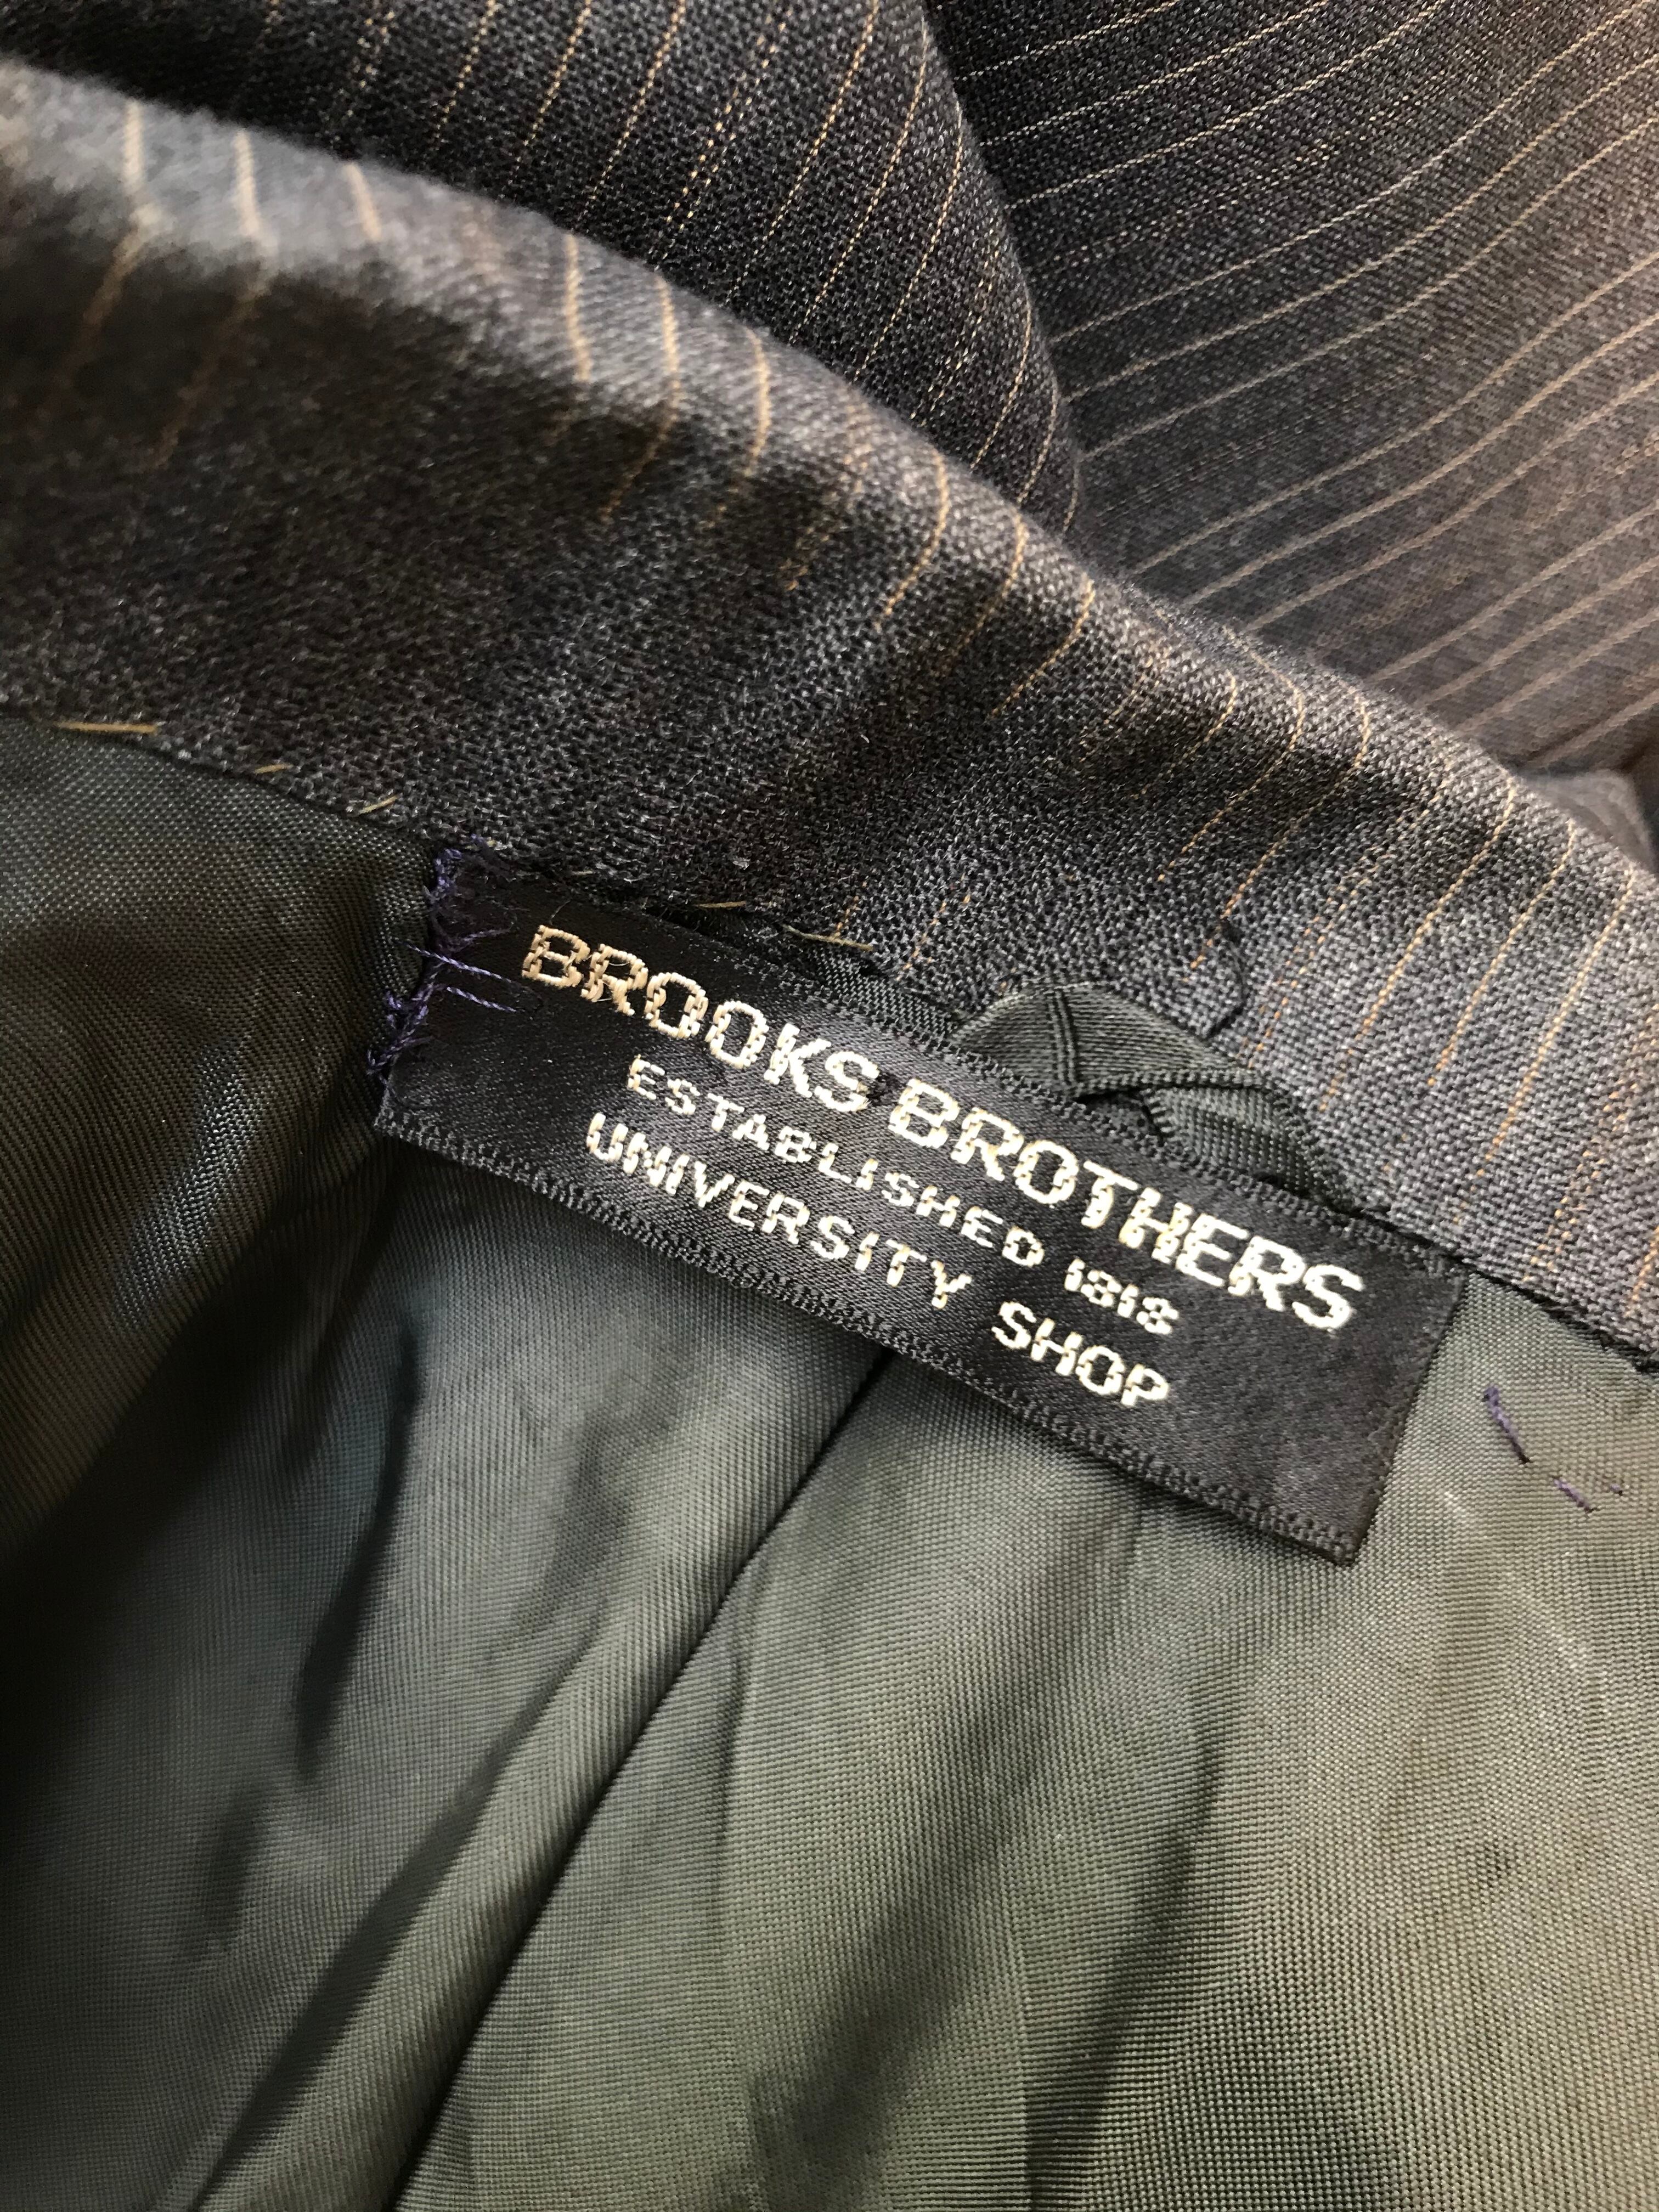 BROOKS BROTHERS
ESTABLISHED 1818
UNIVERSITY SHOP